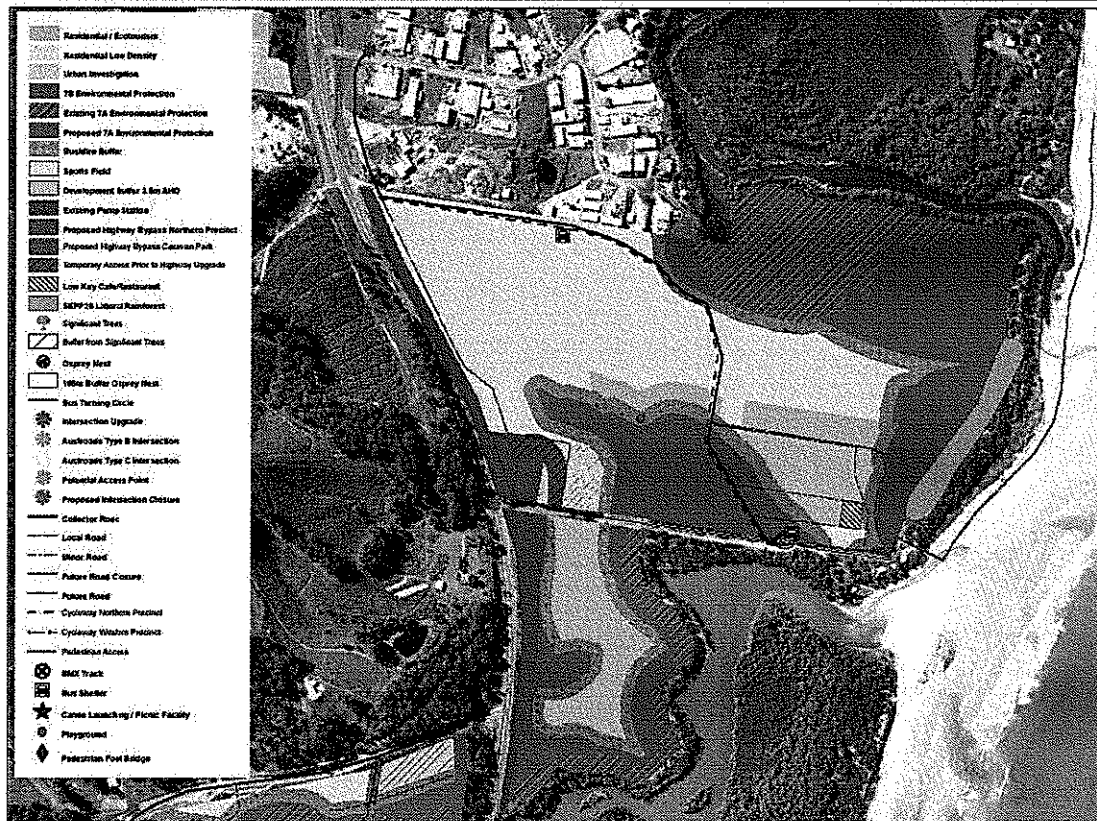 Residential / Ecotourism
Residential Low Density
Urban Investigation
7B Environmental Protection
Existing 7A Environmental Protection
Proposed 7A Environmental Protection
Bushfire Buffer
Sports Field
Development Buffer 3.5m AHD
Existing Pump Station
Proposed Highway Bypass Northern Precinct
Proposed Highway Bypass Caravan Park
Temporary Access Prior to Highway Upgrade
Low Key Cafe/Restaurant
SEPP26 Littoral Rainforest
Significant Trees
Buffer from Significant Trees
Osprey Nest
100m Buffer Osprey Nest
Bus Turning Circle
Intersection Upgrade
Austroads Type B Intersection
Austroads Type C Intersection
Potential Access Point
Proposed Intersection Closure
Collector Road
Local Road
Minor Road
Future Road Closure
Future Road
Cycleway Northern Precinct
Cycleway Western Precinct
Pedestrian Access
BMX Track
Bus Shelter
Canoe Launching / Picnic Facility
Playground
Pedestrian Foot Bridge